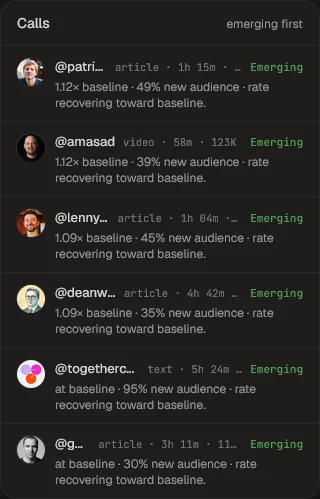 Calls emerging first
@patri… article · 1h 15m · … Emerging
1.12× baseline · 49% new audience · rate
recovering toward baseline.
@amasad video · 58m · 123K Emerging
1.12× baseline · 39% new audience · rate
recovering toward baseline.
@lenny… article · 1h 04m ·… Emerging
1.09× baseline · 45% new audience · rate
recovering toward baseline.
@deanw… article · 4h 42m … Emerging
1.09× baseline · 35% new audience · rate
recovering toward baseline.
@togetherc… text · 5h 24m … Emerging
at baseline · 95% new audience · rate
recovering toward baseline.
@g… article · 3h 11m · 11… Emerging
at baseline · 30% new audience · rate
recovering toward baseline.